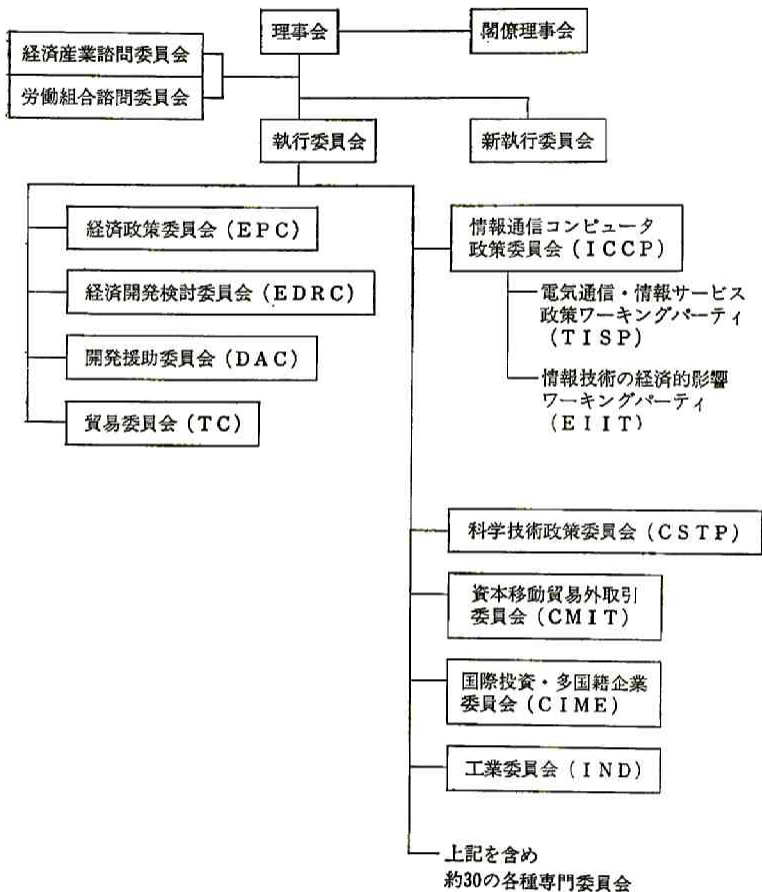 理事会
閣僚理事会
経済産業諮問委員会
労働組合諮問委員会
執行委員会
新執行委員会
経済政策委員会(EPC)
経済開発検討委員会(EDRC)
開発援助委員会(DAC)
貿易委員会(TC)
情報通信コンピュータ
政策委員会(ICCP)
電気通信・情報サービス
政策ワーキングパーティ
(TISP)
情報技術の経済的影響
ワーキングパーティ
(EIIT)
科学技術政策委員会(CSTP)
資本移動貿易外取引
委員会(CMIT)
国際投資・多国籍企業
委員会(CIME)
工業委員会(IND)
上記を含め
約30の各種専門委員会